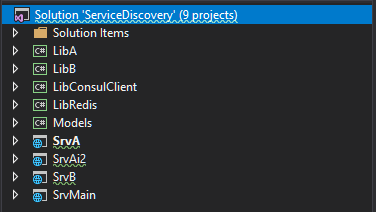 Solution 'ServiceDiscovery' (9 projects)
Solution Items
C# LibA
C# LibB
C# LibConsulClient
C# LibRedis
C# Models
SrvA
SrvAi2
SrvB
SrvMain